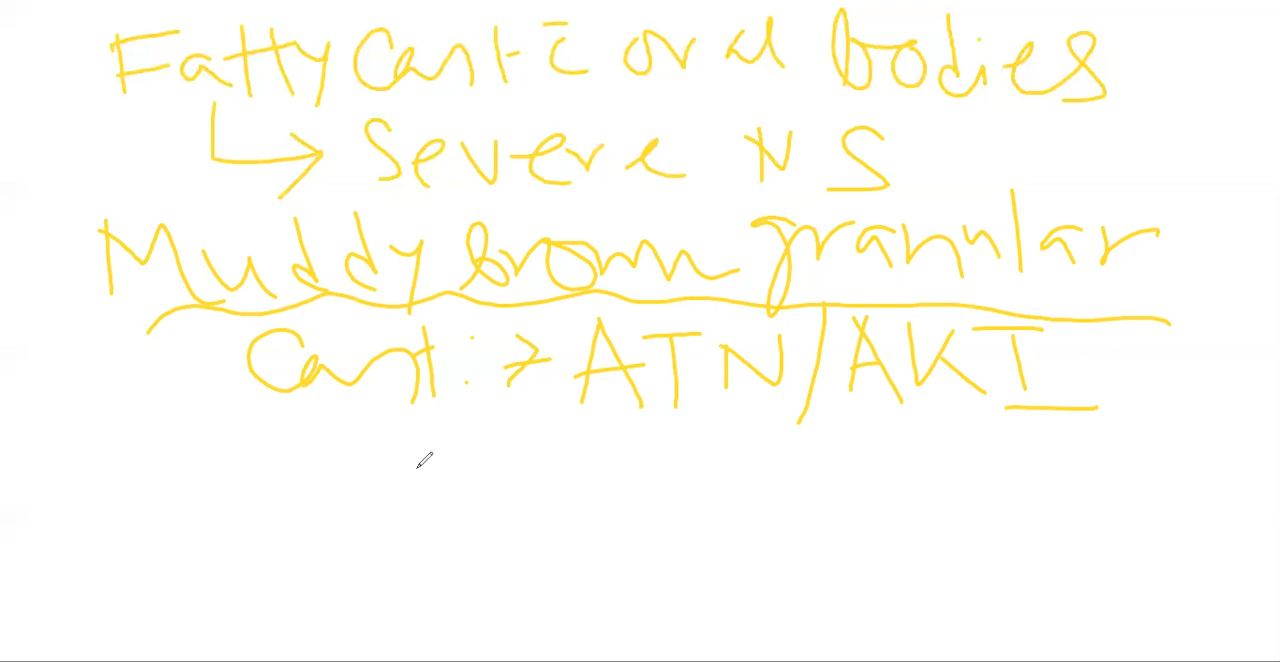 Fatty Cast c̄ oval bodies
↳ Severe NS
Muddy brown granular
Cast :→ ATN/AKI